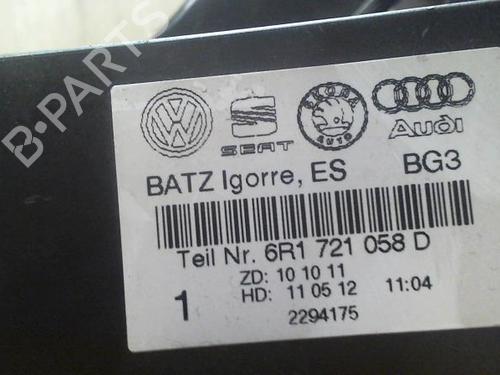 B-PARTS
SEAT
SKODA
AUTO
Audi
BATZ Igorre, ES BG3
Teil Nr. 6R1 721 058 D
ZD: 10 10 11
1 HD: 11 05 12 11:04
2294175